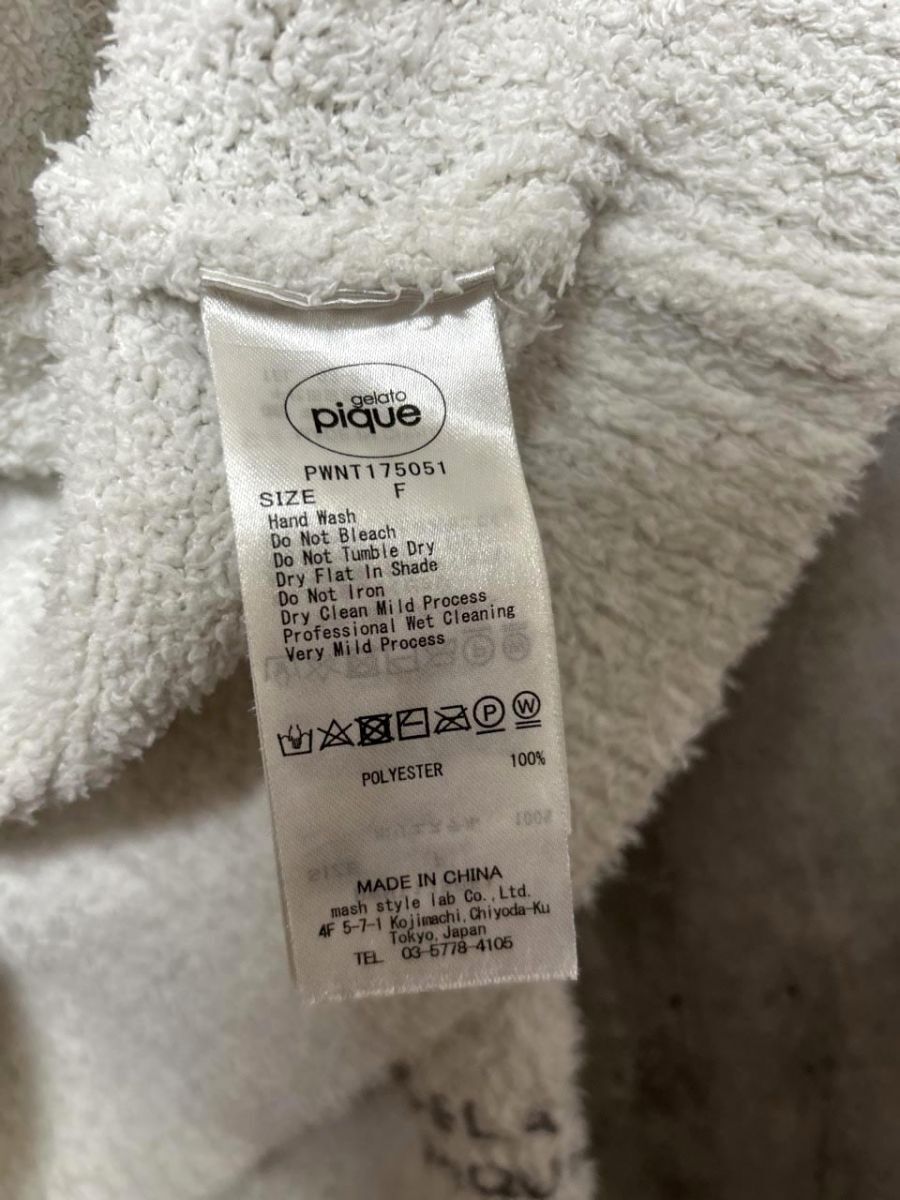 gelato
pique
PWNT175051
SIZE F
Hand Wash
Do Not Bleach
Do Not Tumble Dry
Dry Flat In Shade
Do Not Iron
Dry Clean Mild Process
Professional Wet Cleaning
Very Mild Process
P W
POLYESTER 100%
MADE IN CHINA
mash style lab Co.,Ltd.
4F 5-7-1 Kojimachi,Chiyoda-Ku
Tokyo,Japan
TEL 03-5778-4105